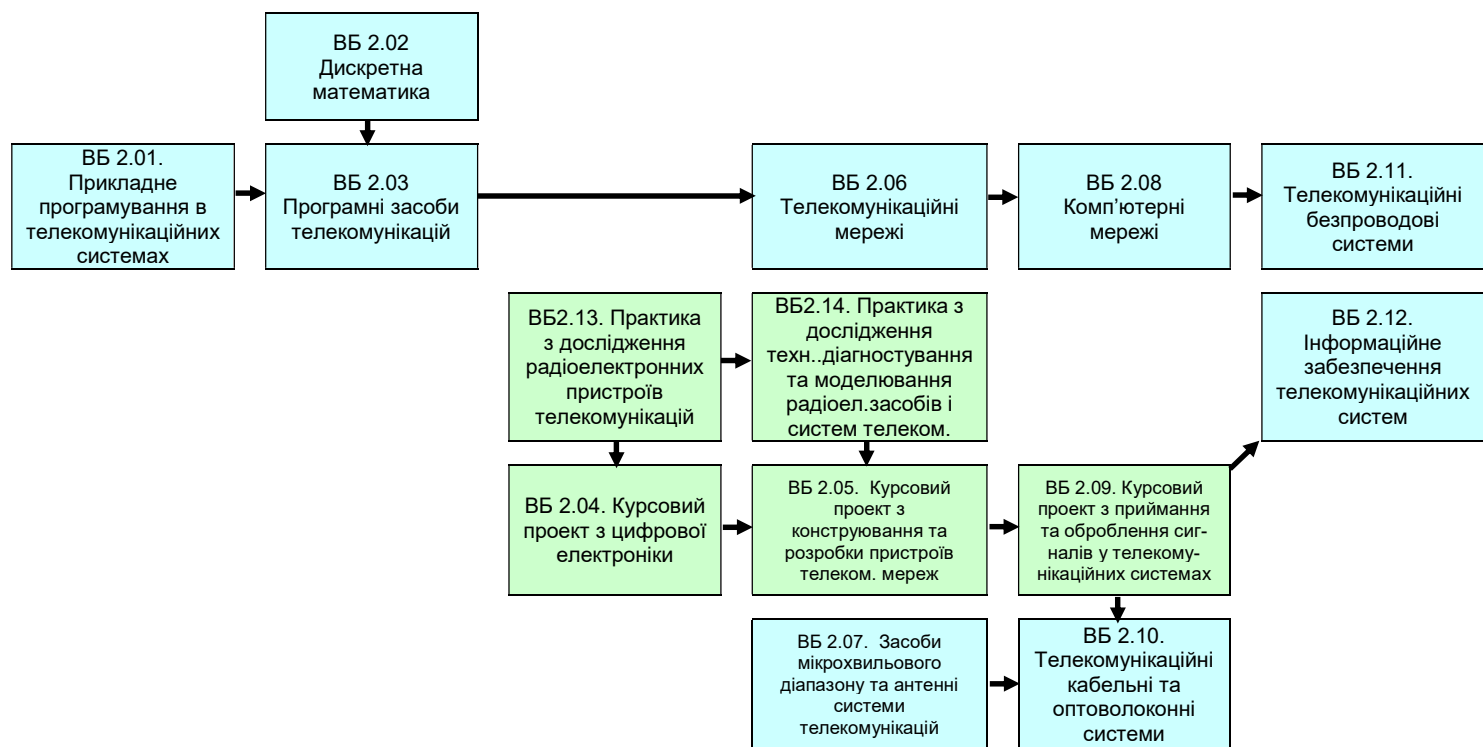 ВБ 2.02
Дискретна
математика
ВБ 2.01.
Прикладне
програмування в
телекомунікаційних
системах
ВБ 2.03
Програмні засоби
телекомунікацій
ВБ 2.06
Телекомунікаційні
мережі
ВБ 2.08
Комп’ютерні
мережі
ВБ 2.11.
Телекомунікаційні
безпроводові
системи
ВБ2.13. Практика
з дослідження
радіоелектронних
пристроїв
телекомунікацій
ВБ2.14. Практика з
дослідження
техн..діагностування
та моделювання
радіоел.засобів і
систем телеком.
ВБ 2.12.
Інформаційне
забезпечення
телекомунікаційних
систем
ВБ 2.04. Курсовий
проект з цифрової
електроніки
ВБ 2.05. Курсовий
проект з
конструювання та
розробки пристроїв
телеком. мереж
ВБ 2.09. Курсовий
проект з приймання
та оброблення сиг-
налів у телекому-
нікаційних системах
ВБ 2.07. Засоби
мікрохвильового
діапазону та антенні
системи
телекомунікацій
ВБ 2.10.
Телекомунікаційні
кабельні та
оптоволоконні
системи